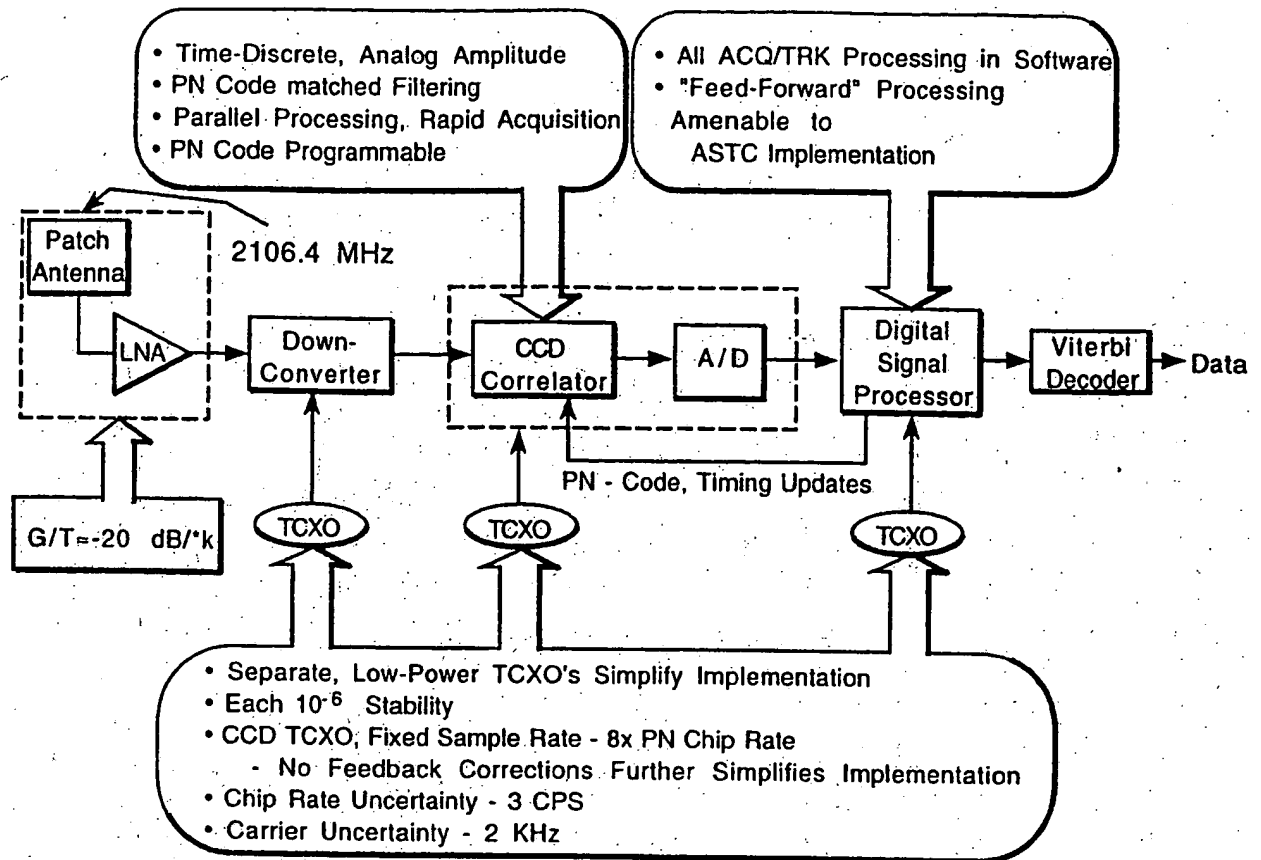 • Time-Discrete, Analog Amplitude
• PN Code matched Filtering
• Parallel Processing, Rapid Acquisition
• PN Code Programmable
• All ACQ/TRK Processing in Software
• "Feed-Forward" Processing
Amenable to
ASTC Implementation
Patch
Antenna
2106.4 MHz
LNA
Down-
Converter
CCD
Correlator
A/D
Digital
Signal
Processor
Viterbi
Decoder
Data
PN - Code, Timing Updates
G/T=-20 dB/°k
TCXO
TCXO
TCXO
• Separate, Low-Power TCXO's Simplify Implementation
• Each 10⁻⁶ Stability
• CCD TCXO, Fixed Sample Rate - 8x PN Chip Rate
- No Feedback Corrections Further Simplifies Implementation
• Chip Rate Uncertainty - 3 CPS
• Carrier Uncertainty - 2 KHz